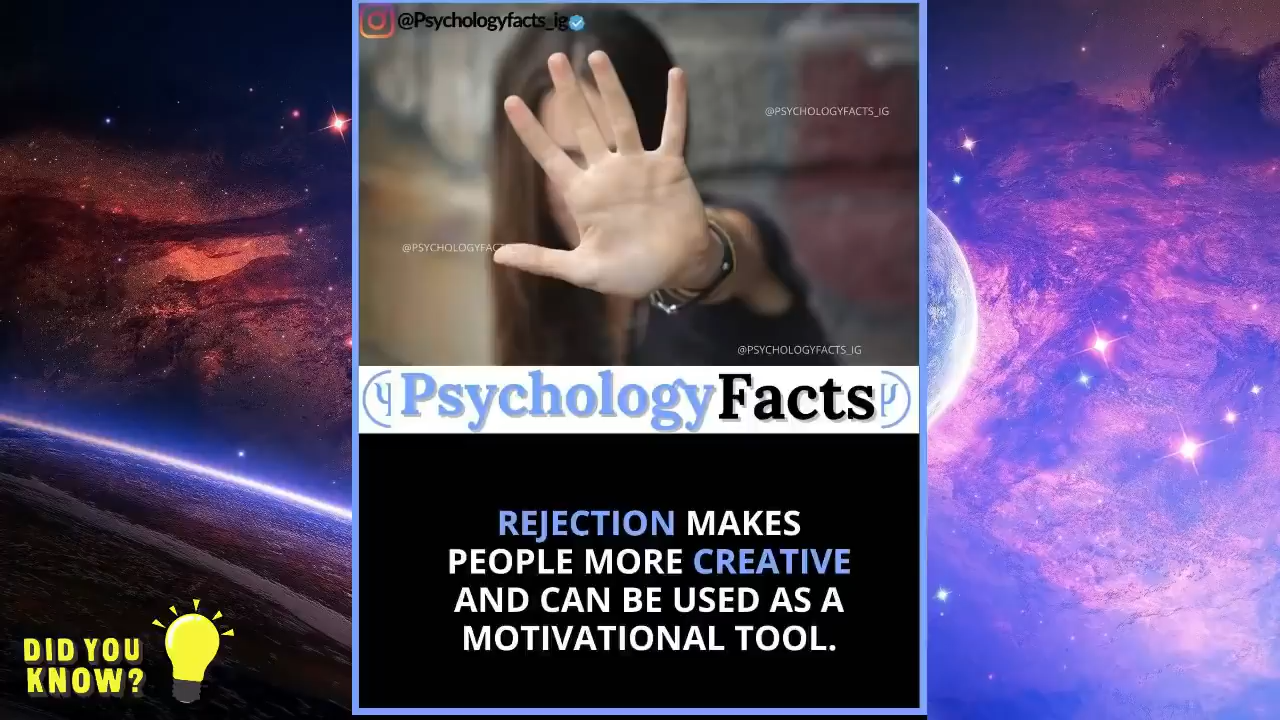 @Psychologyfacts_ig
@PSYCHOLOGYFACTS_IG
@PSYCHOLOGYFACT
@PSYCHOLOGYFACTS_IG
PsychologyFacts
REJECTION MAKES
PEOPLE MORE CREATIVE
AND CAN BE USED AS A
MOTIVATIONAL TOOL.
DID YOU
KNOW?